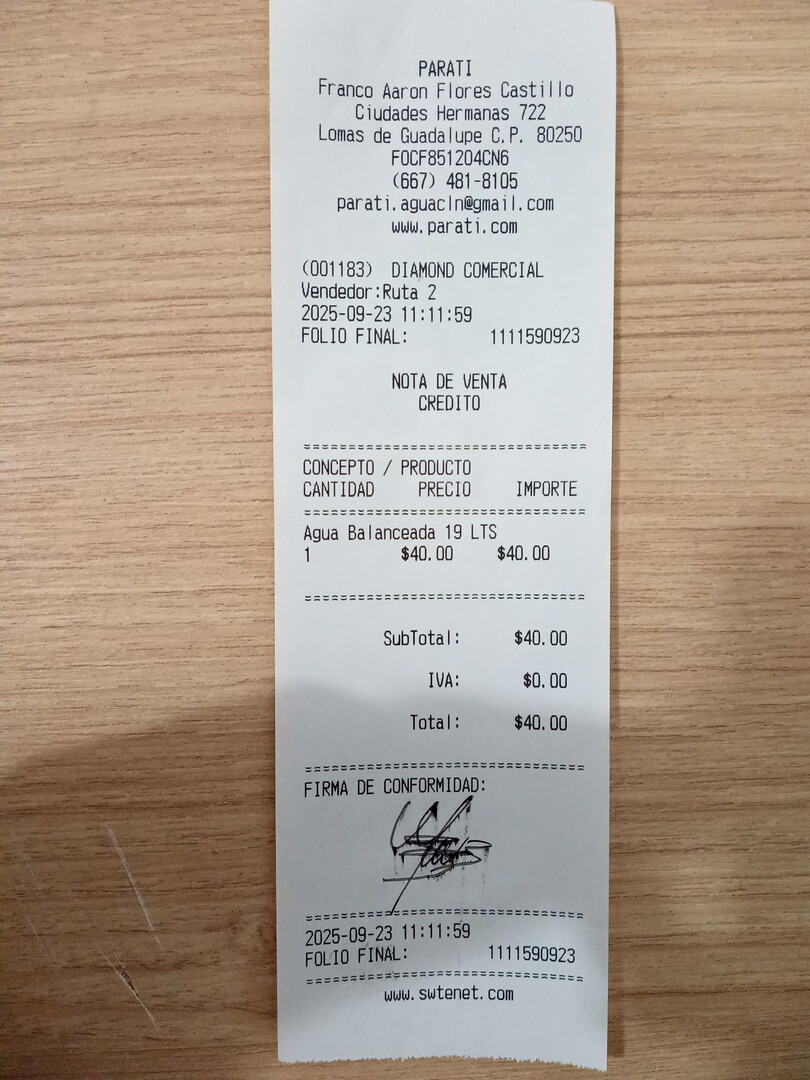 PARATI
Franco Aaron Flores Castillo
Ciudades Hermanas 722
Lomas de Guadalupe C.P. 80250
FOCF851204CN6
(667) 481-8105
parati.aguacln@gmail.com
www.parati.com
(001183) DIAMOND COMERCIAL
Vendedor:Ruta 2
2025-09-23 11:11:59
FOLIO FINAL: 1111590923
NOTA DE VENTA
CREDITO
================================
CONCEPTO / PRODUCTO
CANTIDAD PRECIO IMPORTE
================================
Agua Balanceada 19 LTS
1 $40.00 $40.00
================================
SubTotal: $40.00
IVA: $0.00
Total: $40.00
================================
FIRMA DE CONFORMIDAD:
================================
2025-09-23 11:11:59
FOLIO FINAL: 1111590923
================================
www.swtenet.com